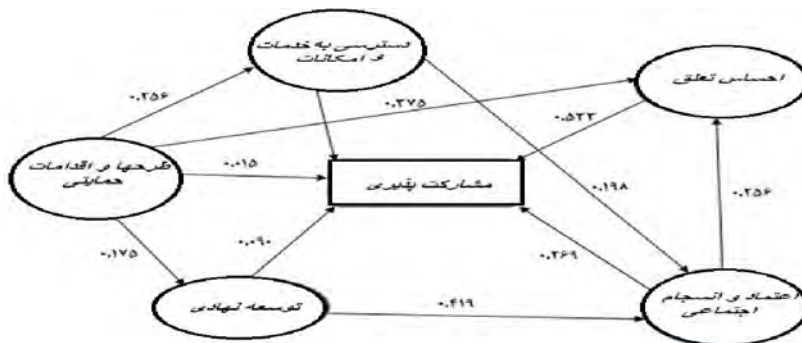 دسترسی به خدمات
و امکانات
احساس تعلق
۰.۲۵۶
۰.۲۷۵
۰.۵۲۳
طرحها و اقدامات
حمایتی
۰.۰۱۵
مشارکت پذیری
۰.۱۹۸
۰.۲۵۶
۰.۱۷۵
۰.۰۹۰
۰.۲۶۹
توسعه نهادی
۰.۴۱۹
اعتماد و انسجام
اجتماعی